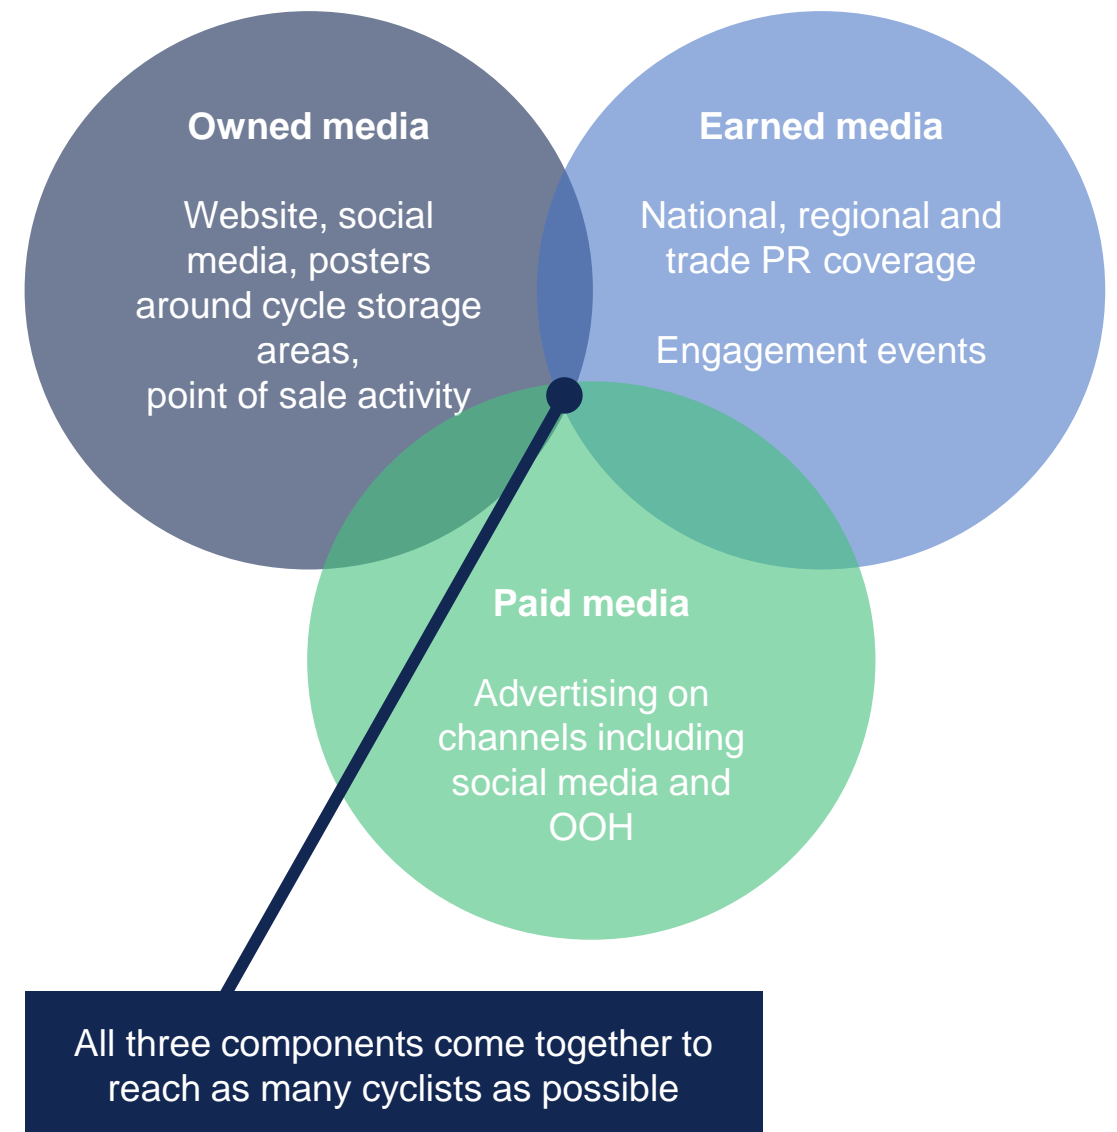 Owned media
Website, social
media, posters
around cycle storage
areas,
point of sale activity
Earned media
National, regional and
trade PR coverage
Engagement events
Paid media
Advertising on
channels including
social media and
OOH
All three components come together to
reach as many cyclists as possible